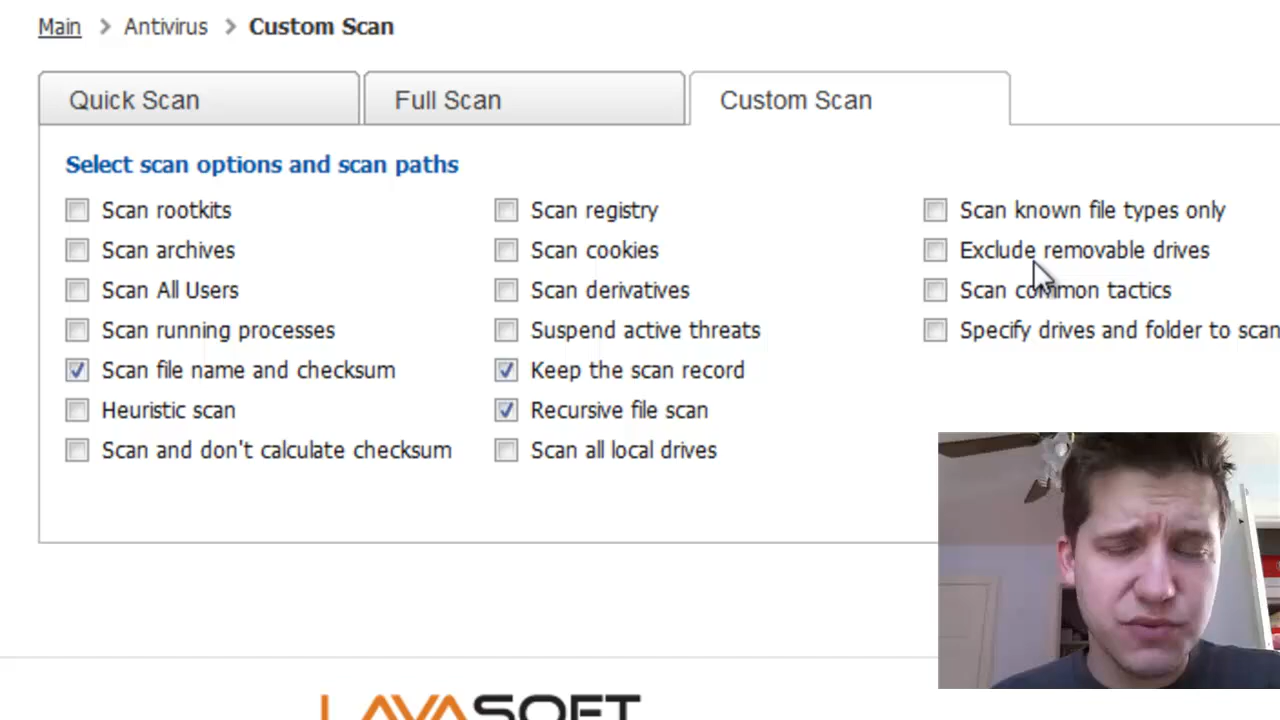 Main > Antivirus > Custom Scan
Quick Scan
Full Scan
Custom Scan
Select scan options and scan paths
Scan rootkits
Scan archives
Scan All Users
Scan running processes
Scan file name and checksum
Heuristic scan
Scan and don't calculate checksum
Scan registry
Scan cookies
Scan derivatives
Suspend active threats
Keep the scan record
Recursive file scan
Scan all local drives
Scan known file types only
Exclude removable drives
Scan common tactics
Specify drives and folder to scan
LAVASOFT